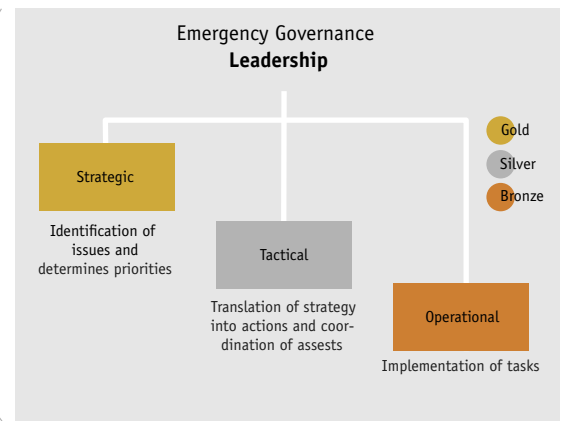 Emergency Governance
Leadership
Gold
Silver
Bronze
Strategic
Identification of
issues and
determines priorities
Tactical
Translation of strategy
into actions and coor-
dination of assests
Operational
Implementation of tasks